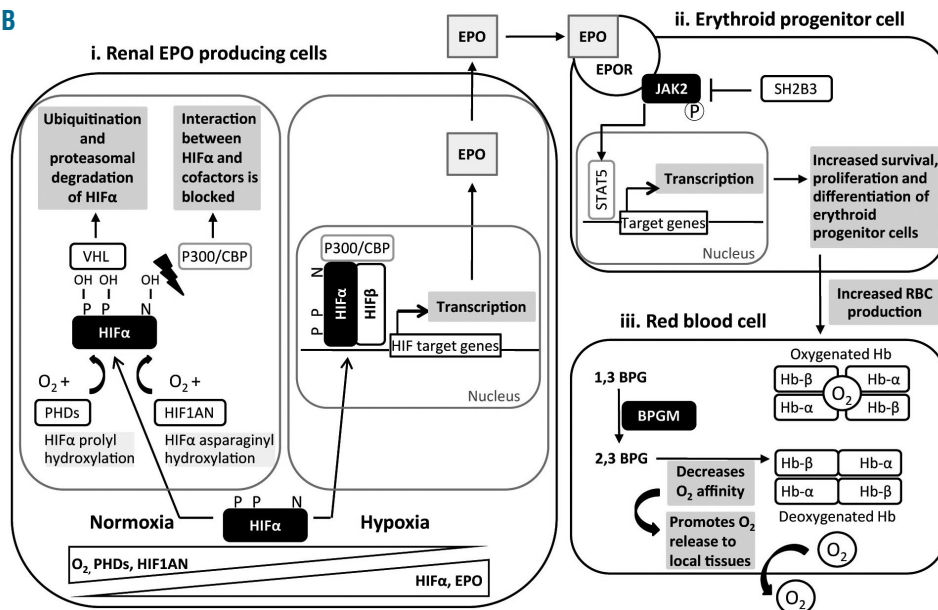 B
i. Renal EPO producing cells
Ubiquitination
and
proteasomal
degradation
of HIFα
Interaction
between
HIFα and
cofactors is
blocked
VHL
P300/CBP
OH OH OH
P P N
HIFα
O₂ +
PHDs
HIFα prolyl
hydroxylation
O₂ +
HIF1AN
HIFα asparaginyl
hydroxylation
EPO
EPO
P300/CBP
N
P P
HIFα
HIFβ
Transcription
HIF target genes
Nucleus
Normoxia
P P N
HIFα
Hypoxia
O₂, PHDs, HIF1AN
HIFα, EPO
ii. Erythroid progenitor cell
EPO
EPOR
JAK2
P
SH2B3
STAT5
Transcription
Target genes
Nucleus
Increased survival,
proliferation and
differentiation of
erythroid
progenitor cells
Increased RBC
production
iii. Red blood cell
1,3 BPG
BPGM
2,3 BPG
Decreases
O₂ affinity
Promotes O₂
release to
local tissues
Oxygenated Hb
Hb-β Hb-α
O₂
Hb-α Hb-β
Hb-β Hb-α
Hb-α Hb-β
Deoxygenated Hb
O₂
O₂